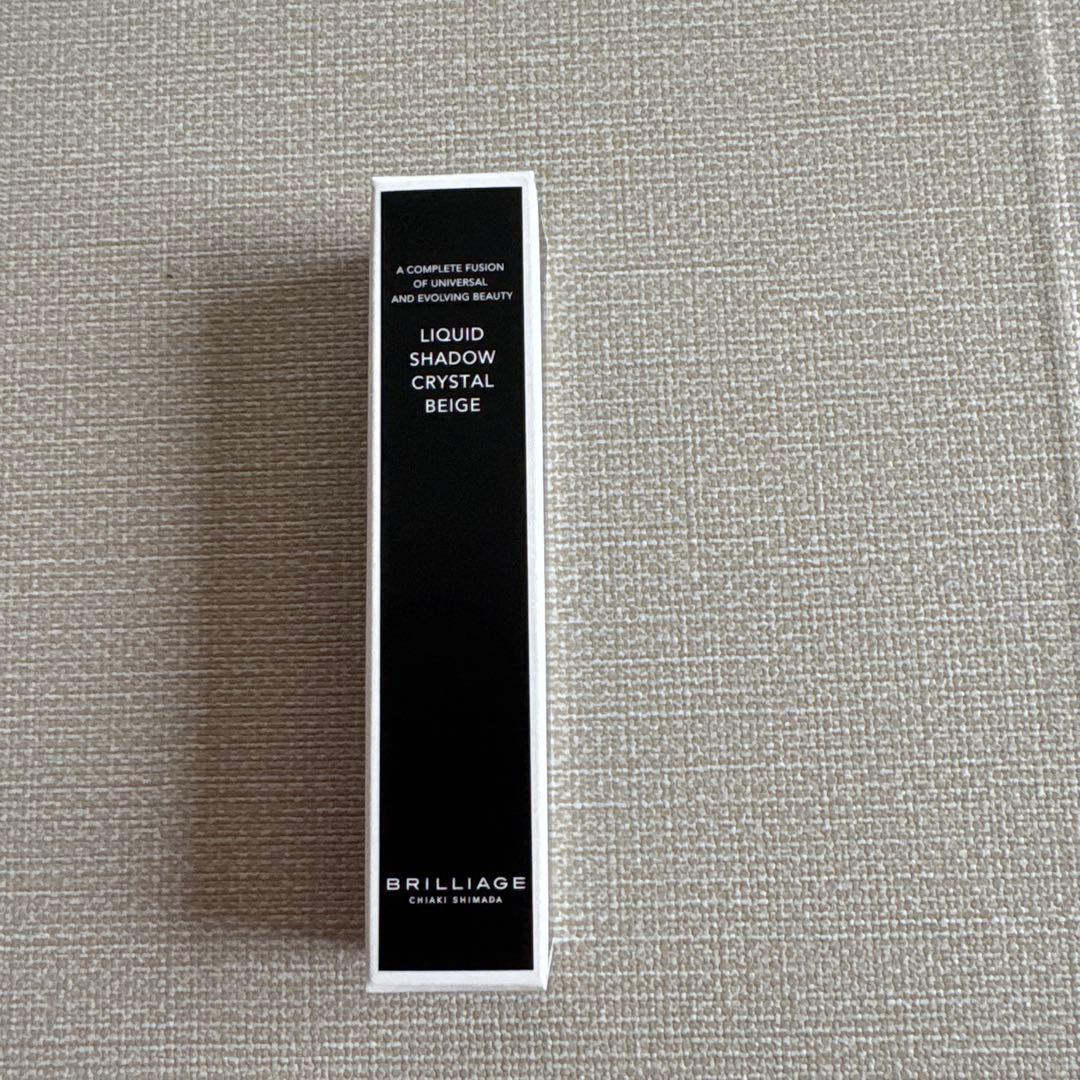 A COMPLETE FUSION
OF UNIVERSAL
AND EVOLVING BEAUTY
LIQUID
SHADOW
CRYSTAL
BEIGE
BRILLIAGE
CHIAKI SHIMADA